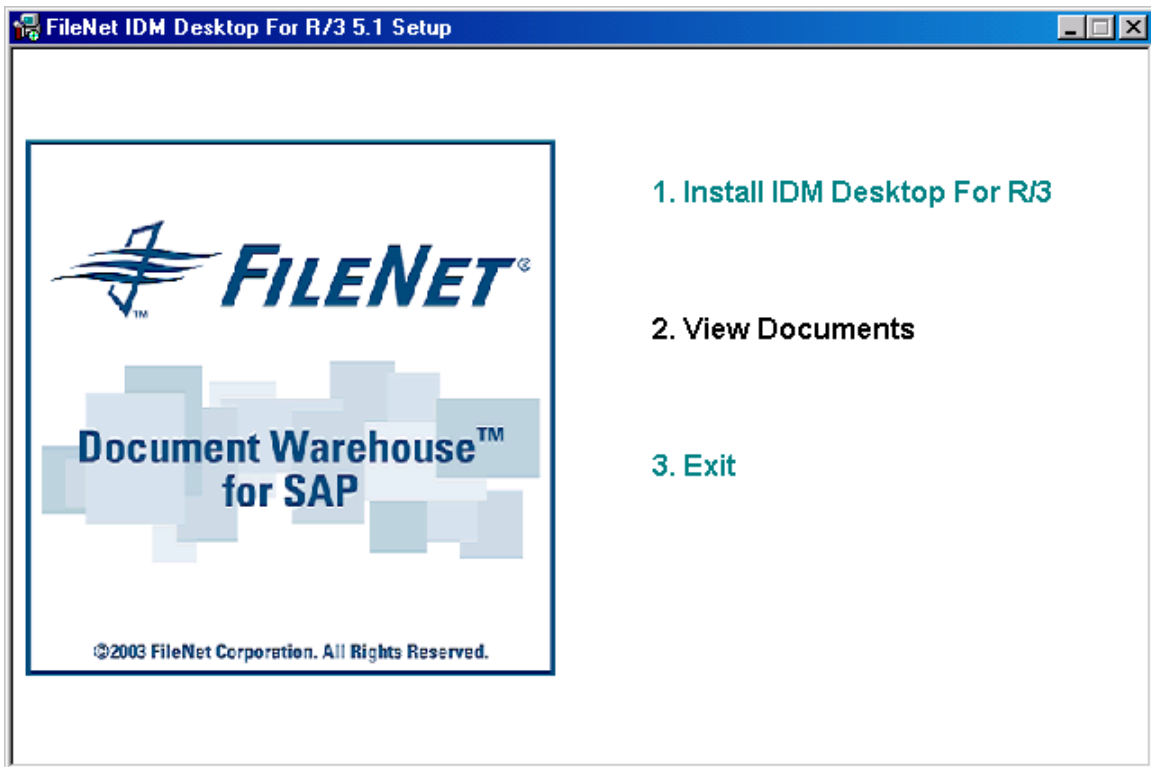 FileNet IDM Desktop For R/3 5.1 Setup
FILENET®
TM
Document Warehouse™
for SAP
©2003 FileNet Corporation. All Rights Reserved.
1. Install IDM Desktop For R/3
2. View Documents
3. Exit